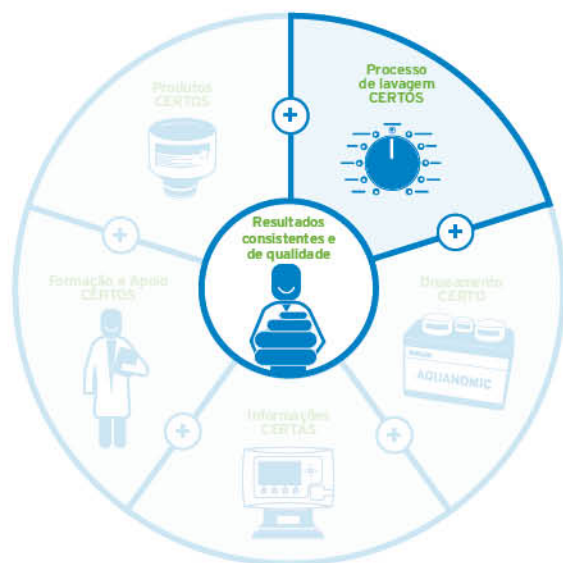 Produtos
CERTOS
Processo
de lavagem
CERTOS
Resultados
consistentes e
de qualidade
Formação e Apoio
CERTOS
Doseamento
CERTO
AQUANOMIC
Informações
CERTAS